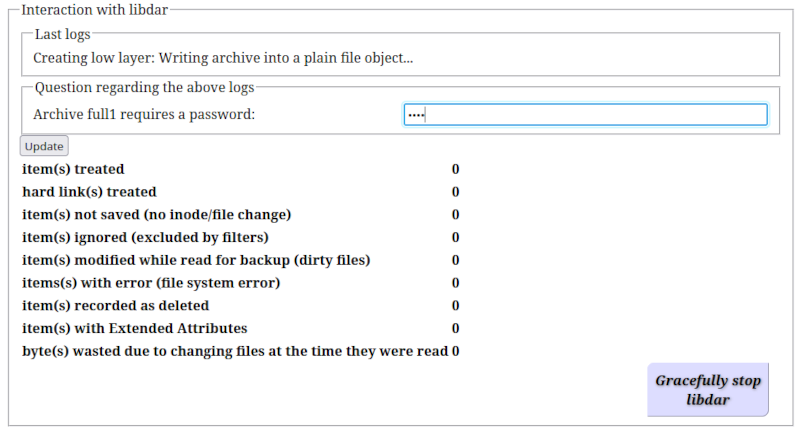 Interaction with libdar
Last logs
Creating low layer: Writing archive into a plain file object...
Question regarding the above logs
Archive full1 requires a password: ••••
Update
item(s) treated 0
hard link(s) treated 0
item(s) not saved (no inode/file change) 0
item(s) ignored (excluded by filters) 0
item(s) modified while read for backup (dirty files) 0
items(s) with error (file system error) 0
item(s) recorded as deleted 0
item(s) with Extended Attributes 0
byte(s) wasted due to changing files at the time they were read 0
Gracefully stop
libdar